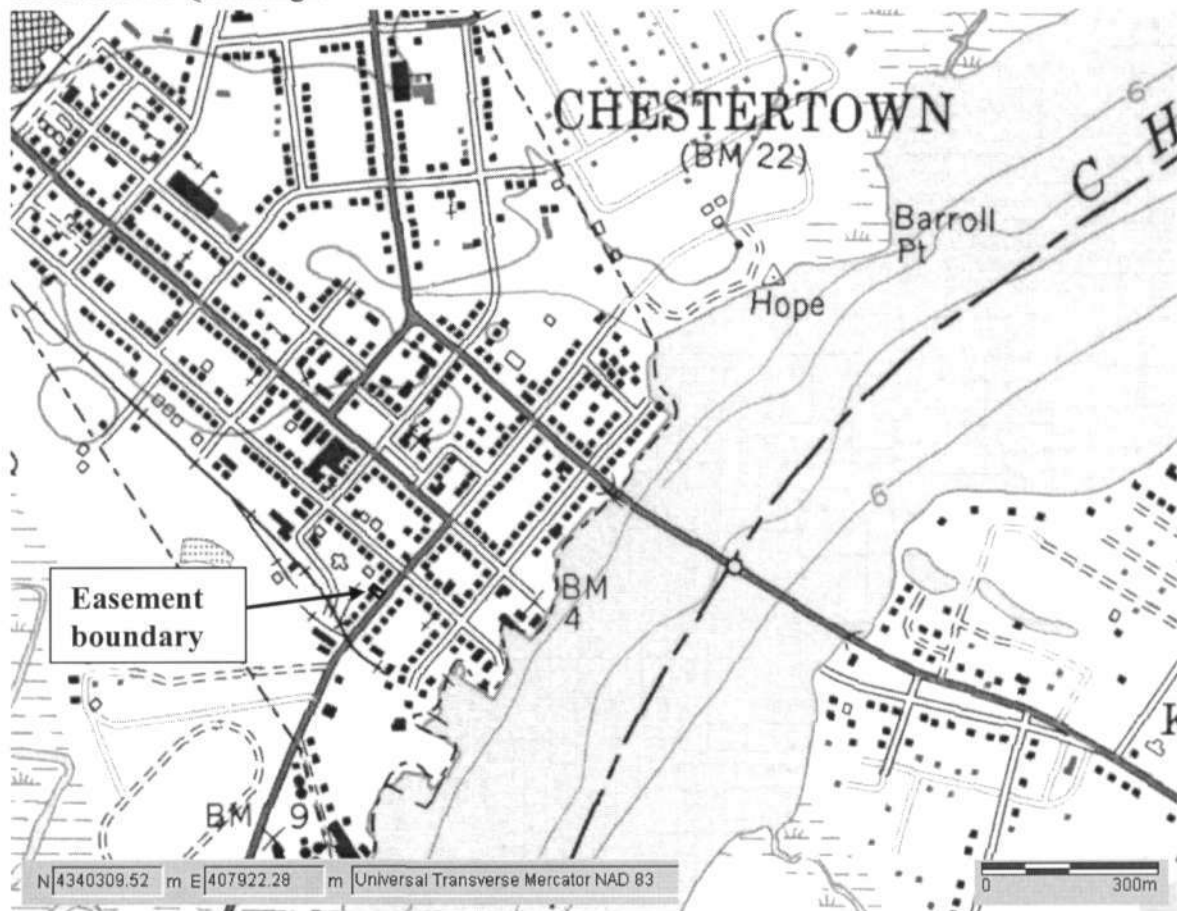 CHESTERTOWN
(BM 22)
6
C H
Barroll
Pt
Hope
6
Easement
boundary
BM
4
K
BM 9
N 4340309.52 m E 407922.28 m Universal Transverse Mercator NAD 83
0 300m